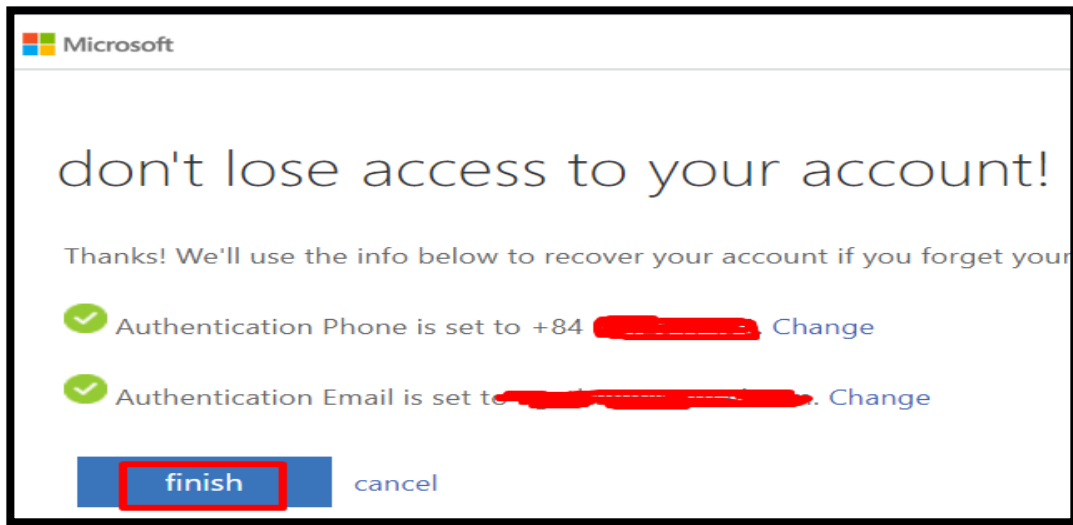 Microsoft
don't lose access to your account!
Thanks! We'll use the info below to recover your account if you forget your
Authentication Phone is set to +84 . Change
Authentication Email is set to . Change
finish cancel